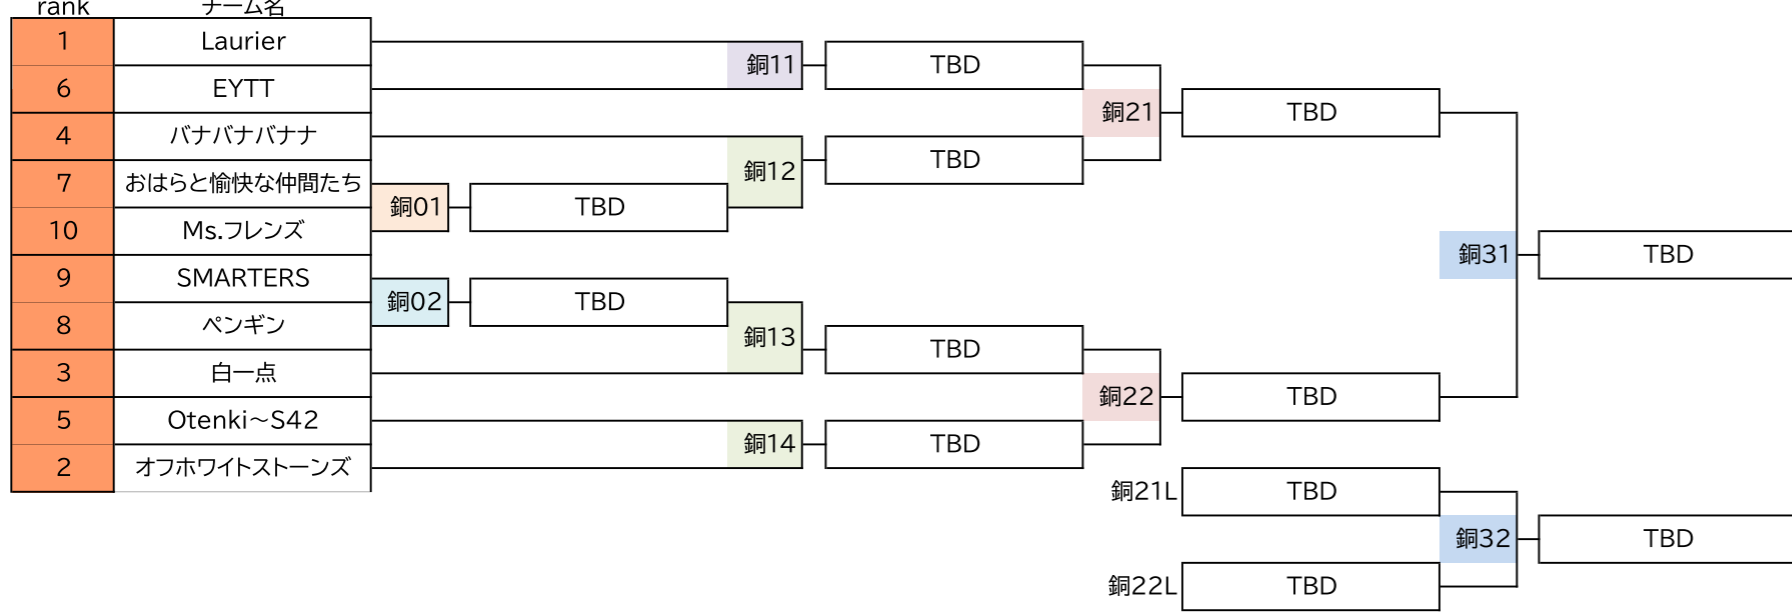 rank チーム名
1 Laurier
銅11 TBD
6 EYTT
銅21 TBD
4 バナバナバナナ
銅12 TBD
7 おはらと愉快な仲間たち
銅01 TBD
10 Ms.フレンズ
銅31 TBD
9 SMARTERS
銅02 TBD
8 ペンギン
銅13 TBD
3 白一点
銅22 TBD
5 Otenki～S42
銅14 TBD
2 オフホワイトストーンズ
銅21L TBD
銅32 TBD
銅22L TBD